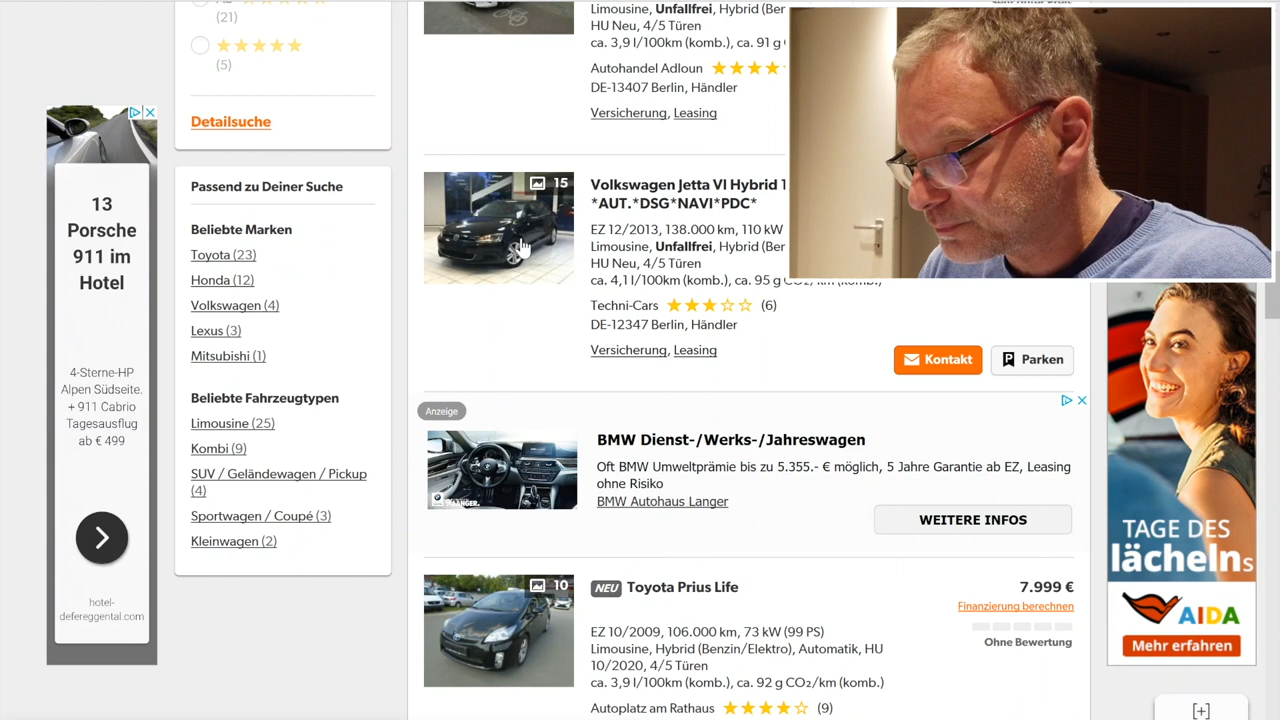 (21)
(5)
Detailsuche
13
Porsche
911 im
Hotel
4-Sterne-HP
Alpen Südseite.
+ 911 Cabrio
Tagesausflug
ab € 499
hotel-
defereggental.com
Passend zu Deiner Suche
Beliebte Marken
Toyota (23)
Honda (12)
Volkswagen (4)
Lexus (3)
Mitsubishi (1)
Beliebte Fahrzeugtypen
Limousine (25)
Kombi (9)
SUV / Geländewagen / Pickup
(4)
Sportwagen / Coupé (3)
Kleinwagen (2)
Limousine, Unfallfrei, Hybrid (Ber
HU Neu, 4/5 Türen
ca. 3,9 l/100km (komb.), ca. 91 g
Autohandel Adloun
DE-13407 Berlin, Händler
Versicherung, Leasing
15
Volkswagen Jetta VI Hybrid 1
*AUT.*DSG*NAVI*PDC*
EZ 12/2013, 138.000 km, 110 kW
Limousine, Unfallfrei, Hybrid (Ber
HU Neu, 4/5 Türen
ca. 4,1 l/100km (komb.), ca. 95 g CO₂/km (komb.)
Techni-Cars (6)
DE-12347 Berlin, Händler
Versicherung, Leasing
Kontakt
Parken
Anzeige
BMW Dienst-/Werks-/Jahreswagen
Oft BMW Umweltprämie bis zu 5.355.- € möglich, 5 Jahre Garantie ab EZ, Leasing
ohne Risiko
BMW Autohaus Langer
WEITERE INFOS
10
NEU Toyota Prius Life
7.999 €
Finanzierung berechnen
Ohne Bewertung
EZ 10/2009, 106.000 km, 73 kW (99 PS)
Limousine, Hybrid (Benzin/Elektro), Automatik, HU
10/2020, 4/5 Türen
ca. 3,9 l/100km (komb.), ca. 92 g CO₂/km (komb.)
Autoplatz am Rathaus (9)
TAGE DES
lächelns
AIDA
Mehr erfahren
[+]